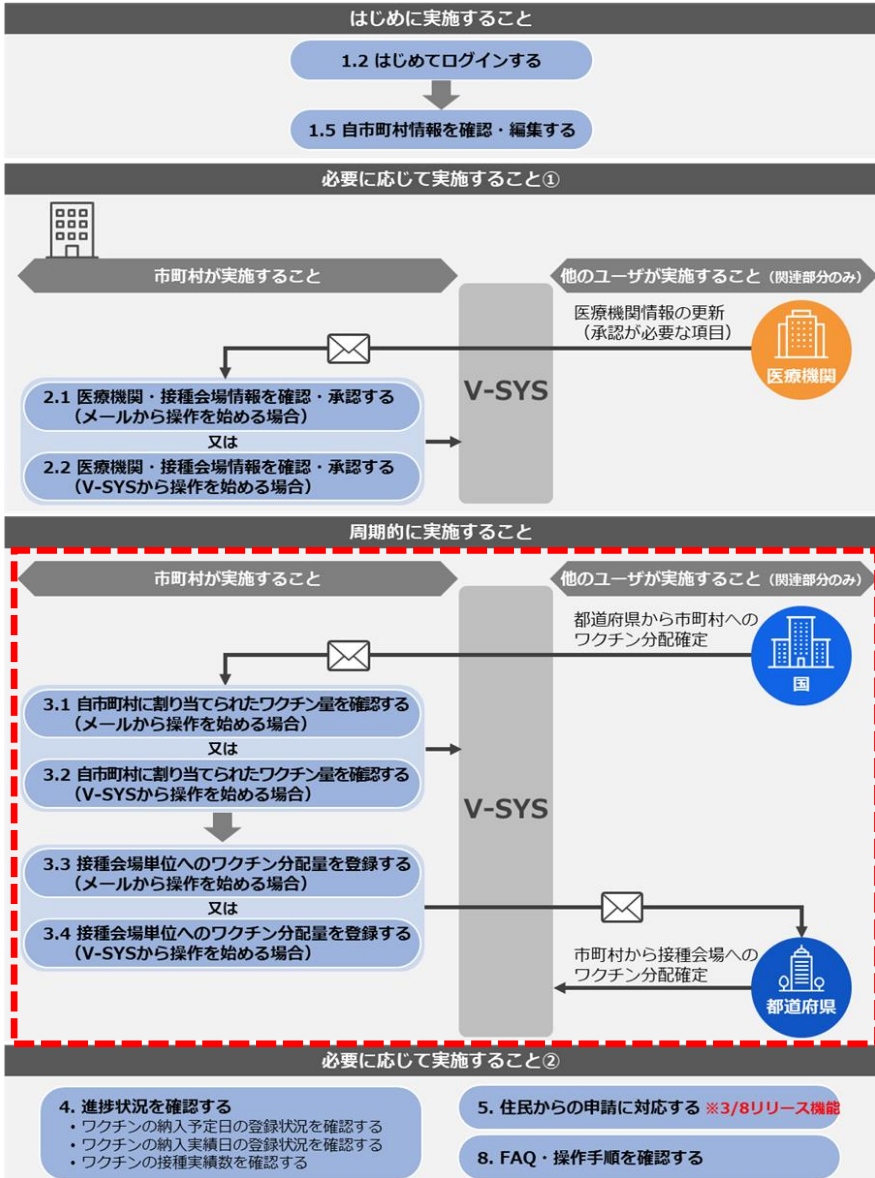 はじめに実施すること
1.2 はじめてログインする
1.5 自市町村情報を確認・編集する
必要に応じて実施すること①
市町村が実施すること
他のユーザが実施すること（関連部分のみ）
医療機関情報の更新
（承認が必要な項目）
医療機関
V-SYS
2.1 医療機関・接種会場情報を確認・承認する
（メールから操作を始める場合）
又は
2.2 医療機関・接種会場情報を確認・承認する
（V-SYSから操作を始める場合）
周期的に実施すること
市町村が実施すること
他のユーザが実施すること（関連部分のみ）
都道府県から市町村への
ワクチン分配確定
国
3.1 自市町村に割り当てられたワクチン量を確認する
（メールから操作を始める場合）
又は
3.2 自市町村に割り当てられたワクチン量を確認する
（V-SYSから操作を始める場合）
V-SYS
3.3 接種会場単位へのワクチン分配量を登録する
（メールから操作を始める場合）
又は
3.4 接種会場単位へのワクチン分配量を登録する
（V-SYSから操作を始める場合）
市町村から接種会場への
ワクチン分配確定
都道府県
必要に応じて実施すること②
4. 進捗状況を確認する
・ワクチンの納入予定日の登録状況を確認する
・ワクチンの納入実績日の登録状況を確認する
・ワクチンの接種実績数を確認する
5. 住民からの申請に対応する ※3/8リリース機能
8. FAQ・操作手順を確認する